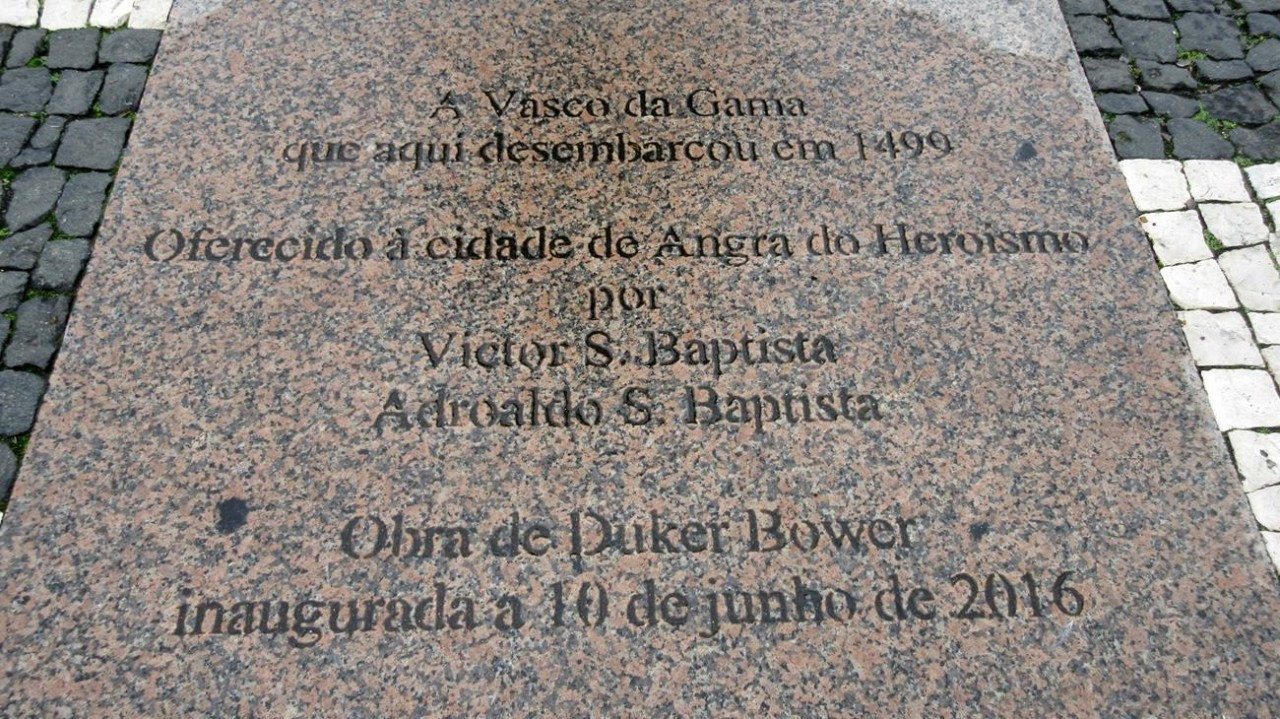 A Vasco da Gama
que aqui desembarcou em 1499
Oferecido à cidade de Angra do Heroísmo
por
Victor S. Baptista
Adroaldo S. Baptista
Obra de Duker Bower
inaugurada a 10 de junho de 2016